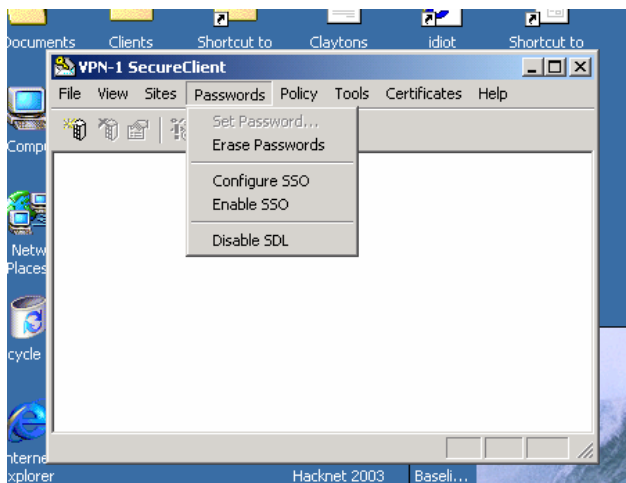 Documents Clients Shortcut to Claytons idiot Shortcut to
VPN-1 SecureClient
File View Sites Passwords Policy Tools Certificates Help
Set Password...
Erase Passwords
Configure SSO
Enable SSO
Disable SDL
Comp
Netw
Places
cycle
nterne
xplorer
Hacknet 2003 Baseli...